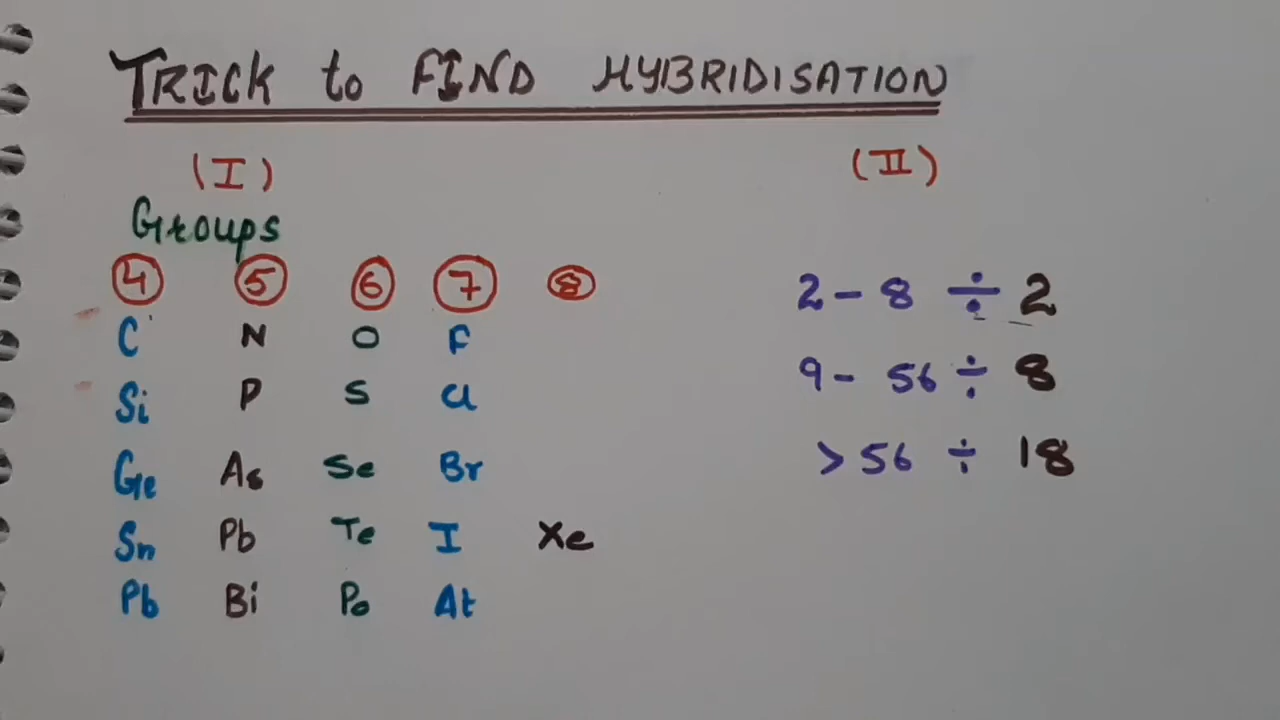 TRICK to FIND HYBRIDISATION
(I)
Groups
4 5 6 7 8
C N O F
Si P S Cl
Ge As Se Br
Sn Pb Te I Xe
Pb Bi Po At
(II)
2 - 8 ÷ 2
9 - 56 ÷ 8
> 56 ÷ 18